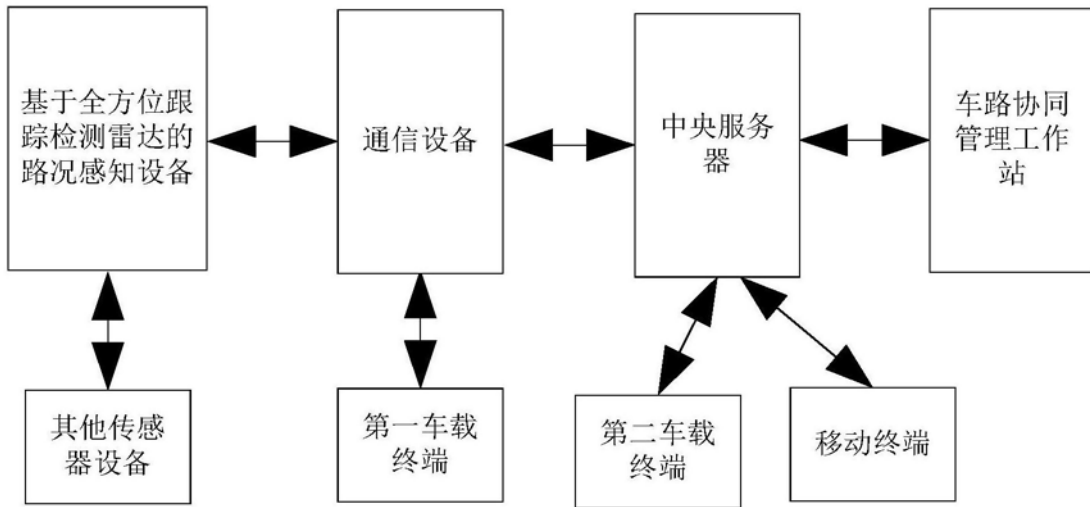 基于全方位跟
踪检测雷达的
路况感知设备
通信设备
中央服务
器
车路协同
管理工作
站
其他传感
器设备
第一车载
终端
第二车载
终端
移动终端